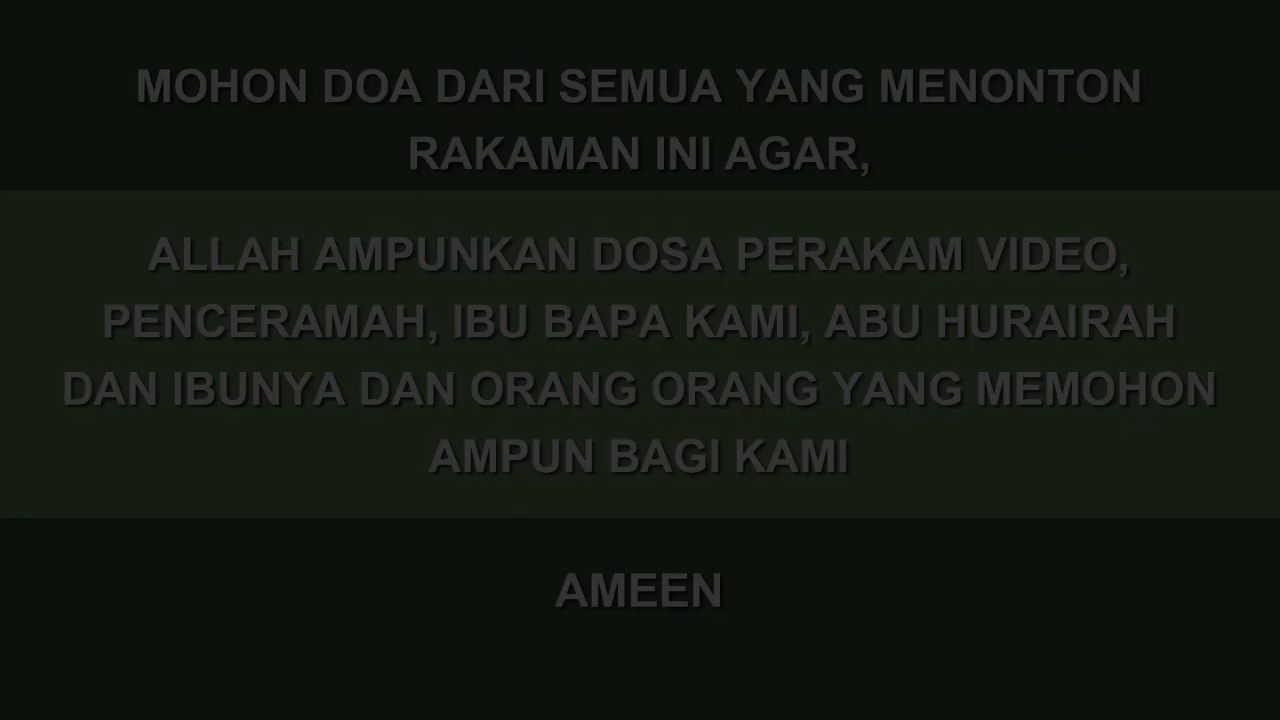 MOHON DOA DARI SEMUA YANG MENONTON
RAKAMAN INI AGAR,
ALLAH AMPUNKAN DOSA PERAKAM VIDEO,
PENCERAMAH, IBU BAPA KAMI, ABU HURAIRAH
DAN IBUNYA DAN ORANG ORANG YANG MEMOHON
AMPUN BAGI KAMI
AMEEN